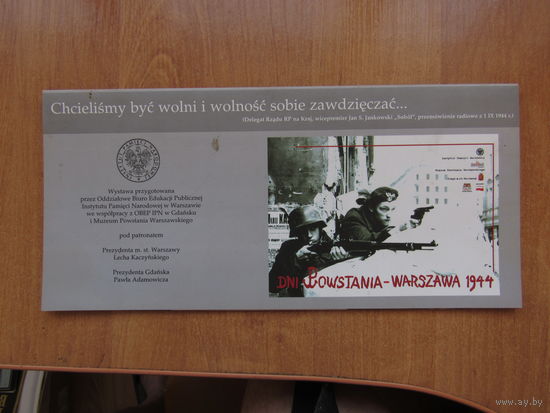 Chcieliśmy być wolni i wolność sobie zawdzięczać...
(Delegat Rządu RP na Kraj, wicepremier Jan S. Jankowski „Soból”, przemówienie radiowe z 1 IX 1944 r.)
Wystawa przygotowana
przez Oddziałowe Biuro Edukacji Publicznej
Instytutu Pamięci Narodowej w Warszawie
we współpracy z OBEP IPN w Gdańsku
i Muzeum Powstania Warszawskiego
pod patronatem
Prezydenta m. st. Warszawy
Lecha Kaczyńskiego
Prezydenta Gdańska
Pawła Adamowicza
DNI POWSTANIA - WARSZAWA 1944
www.ay.by